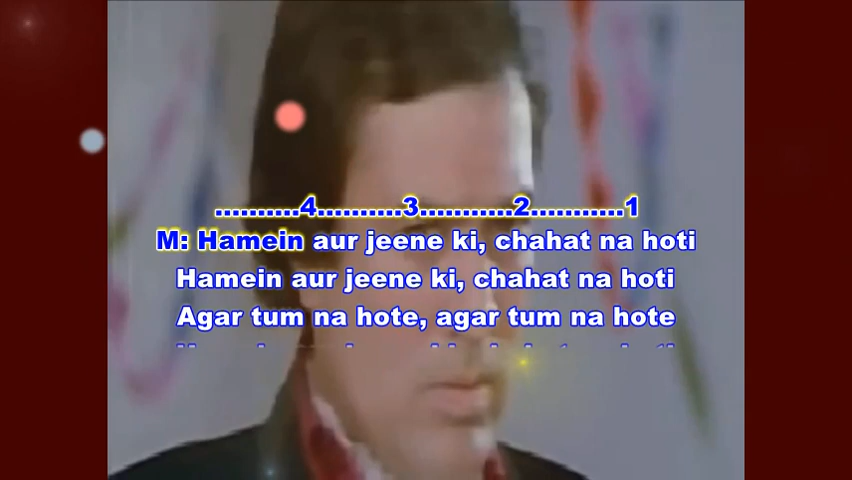 ..........4..........3...........2...........1
M: Hamein aur jeene ki, chahat na hoti
Hamein aur jeene ki, chahat na hoti
Agar tum na hote, agar tum na hote